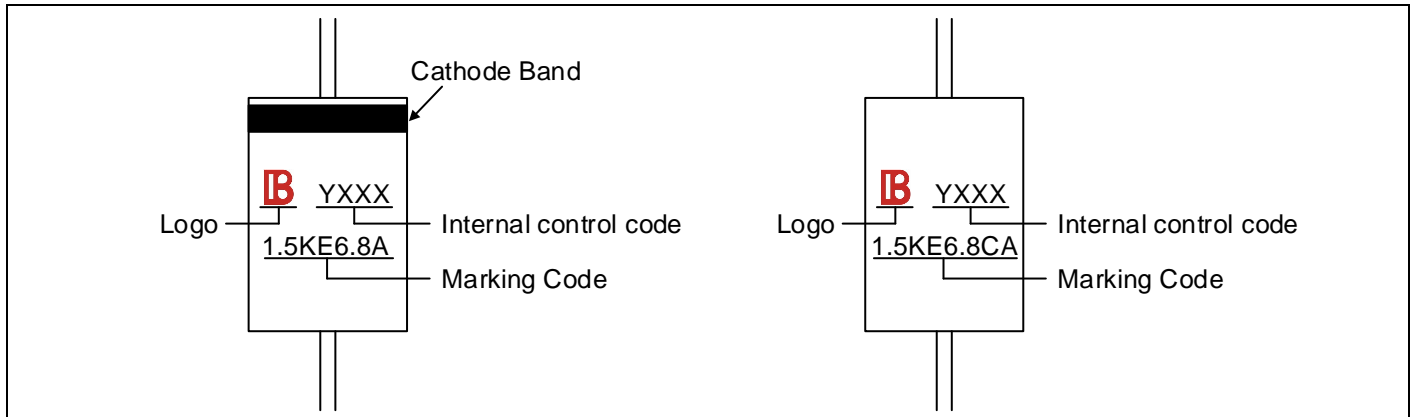 Cathode Band
B YXXX
Logo
Internal control code
1.5KE6.8A
Marking Code
B YXXX
Logo
Internal control code
1.5KE6.8CA
Marking Code